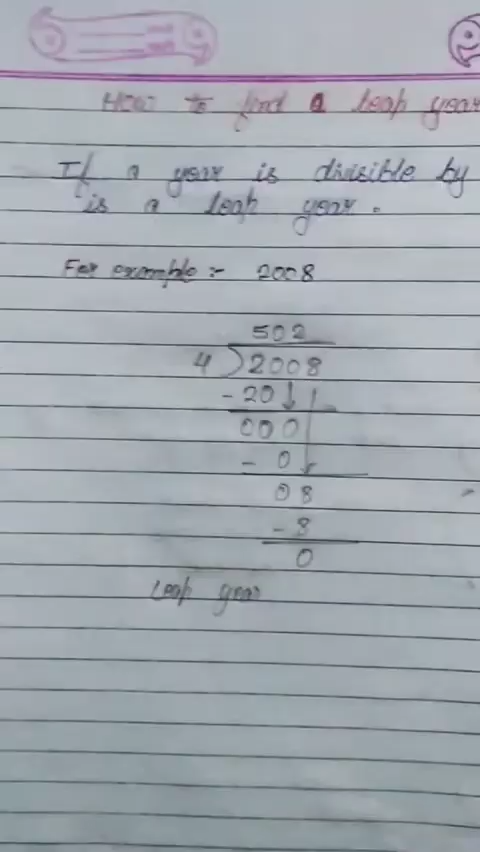 How to find a leap year
If a year is divisible by
is a leap year.
For example :- 2008
502
4 ) 2008
- 20
000
- 0
08
- 8
0
Leap year